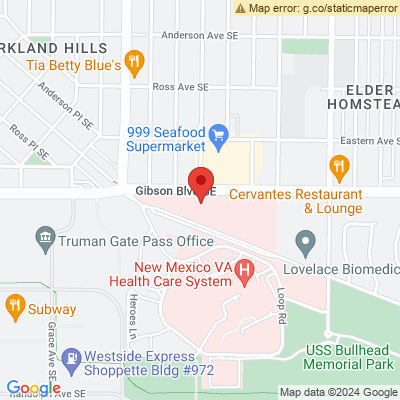 Map error: g.co/staticmaperror
RKLAND HILLS
Anderson Ave SE
Tia Betty Blue's
Ross Ave SE
Anderson Pl SE
Ross Pl SE
ELDER
HOMSTEA
999 Seafood
Supermarket
Eastern Ave SE
Gibson Blvd SE
Cervantes Restaurant
& Lounge
Truman Gate Pass Office
Lovelace Biomedic
New Mexico VA
Health Care System
Loop Rd
Subway
Heroes Ln
Grace Ave SE
USS Bullhead
Memorial Park
Westside Express
Shoppette Bldg #972
Google
Randolph Ave SE
Map data ©2024 Google